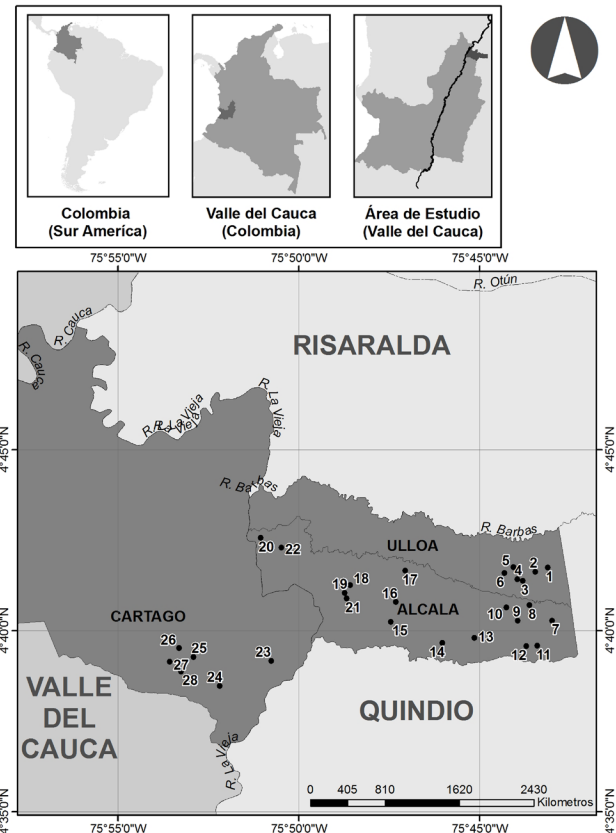 Colombia
(Sur America)
Valle del Cauca
(Colombia)
Área de Estudio
(Valle del Cauca)
75°55'0"W
75°50'0"W
75°45'0"W
R. Otún
R. Cauca
R. Cauca
RISARALDA
R. La Vieja
R. La Vieja
R. La Vieja
4°45'0"N
4°45'0"N
R. Barbas
R. Barbas
20
22
ULLOA
5
4
2
1
6
3
17
19
18
21
16
ALCALA
10
9
8
7
15
14
13
12
11
CARTAGO
4°40'0"N
4°40'0"N
26
25
27
28
24
23
VALLE
DEL
CAUCA
QUINDIO
R. La Vieja
0
405
810
1620
2430
Kilometros
4°35'0"N
4°35'0"N
75°55'0"W
75°50'0"W
75°45'0"W